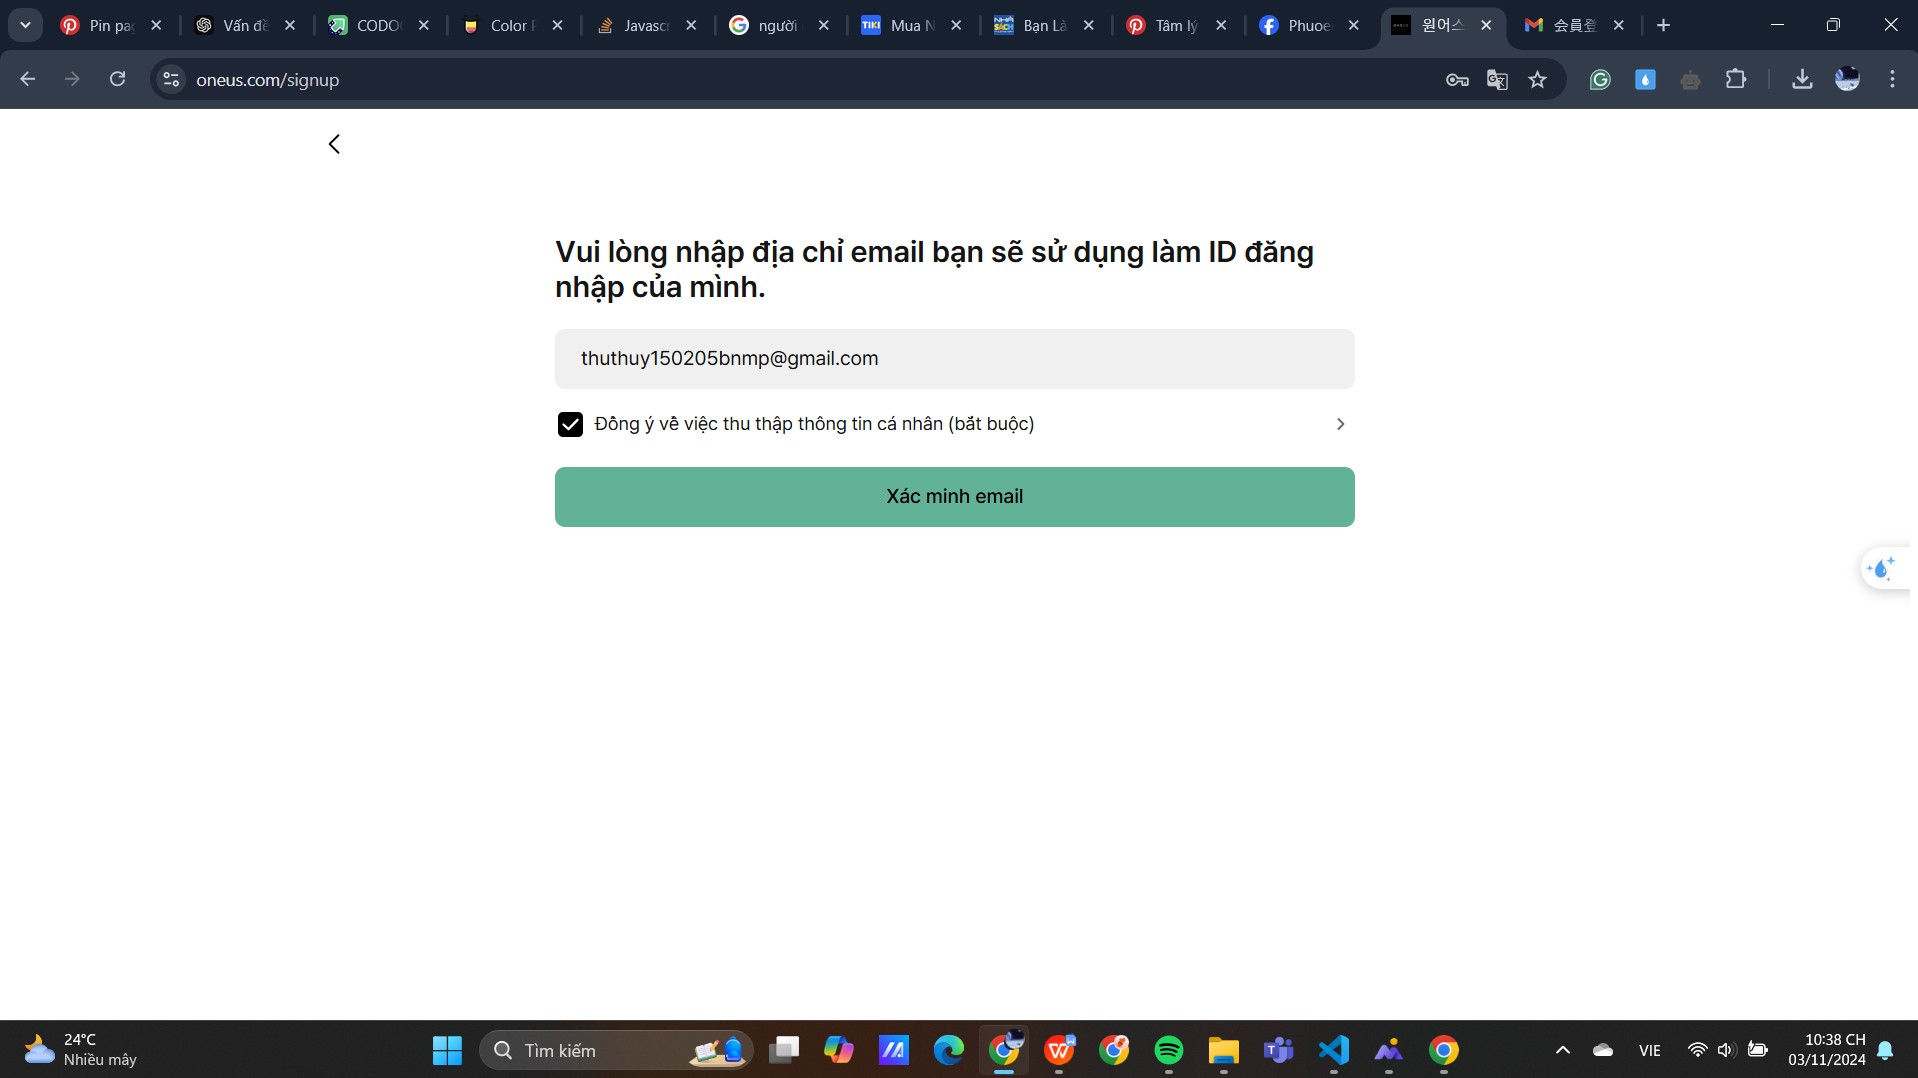 Pin pag
Vấn đề
CODO
Color P
Javascr
người
Mua N
Bạn Là
Tâm lý
Phuoe
원어스
会員登
oneus.com/signup
Vui lòng nhập địa chỉ email bạn sẽ sử dụng làm ID đăng
nhập của mình.
thuthuy150205bnmp@gmail.com
Đồng ý về việc thu thập thông tin cá nhân (bắt buộc)
Xác minh email
24°C
Nhiều mây
Tìm kiếm
VIE
10:38 CH
03/11/2024